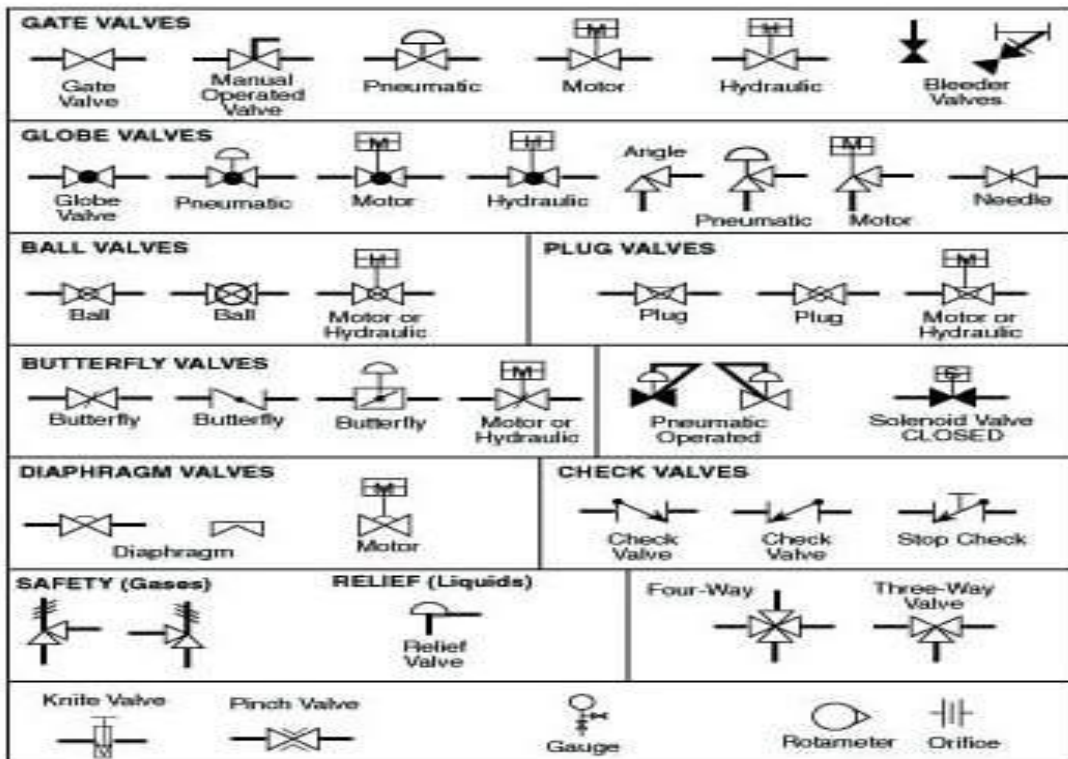 GATE VALVES
M
H
Gate
Valve
Manual
Operated
Valve
Pneumatic
Motor
Hydraulic
Bleeder
Valves
GLOBE VALVES
M
H
Angle
M
Globe
Valve
Pneumatic
Motor
Hydraulic
Pneumatic
Motor
Needle
BALL VALVES
H
Ball
Ball
Motor or
Hydraulic
PLUG VALVES
M
Plug
Plug
Motor or
Hydraulic
BUTTERFLY VALVES
M
Butterfly
Butterfly
Butterfly
Motor or
Hydraulic
S
Pneumatic
Operated
Solenoid Valve
CLOSED
DIAPHRAGM VALVES
M
Diaphragm
Motor
CHECK VALVES
Check
Valve
Check
Valve
Stop Check
SAFETY (Gases)
RELIEF (Liquids)
Relief
Valve
Four-Way
Three-Way
Valve
Knife Valve
Pinch Valve
Gauge
Rotameter
Orifice